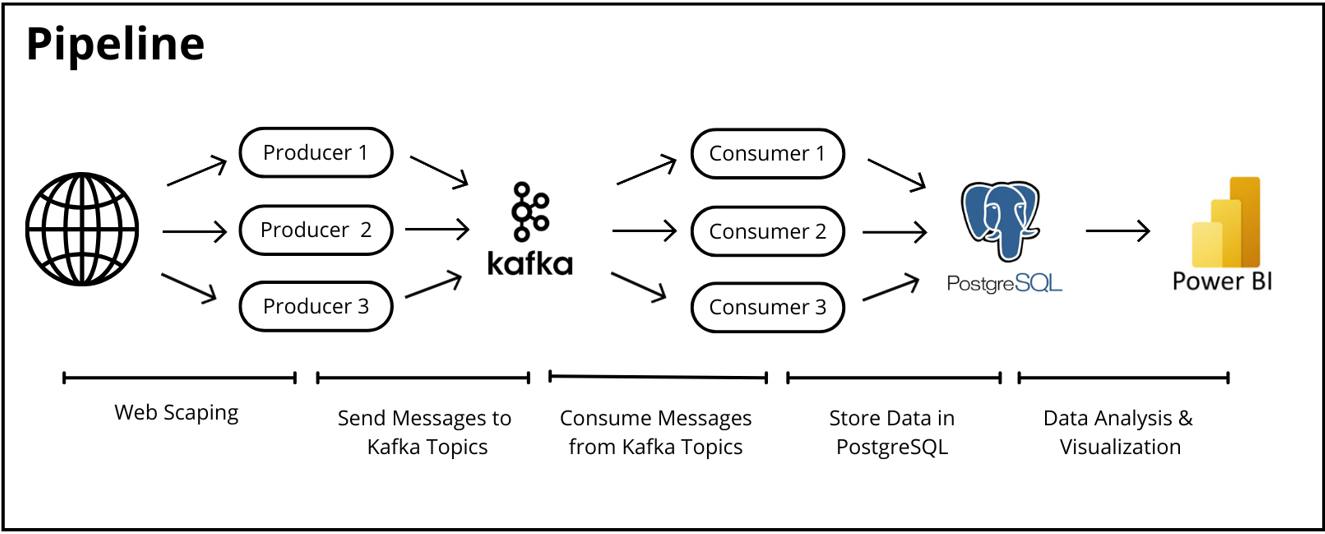 Pipeline
Producer 1
Producer 2
Producer 3
kafka
Consumer 1
Consumer 2
Consumer 3
PostgreSQL
Power BI
Web Scaping
Send Messages to
Kafka Topics
Consume Messages
from Kafka Topics
Store Data in
PostgreSQL
Data Analysis &
Visualization